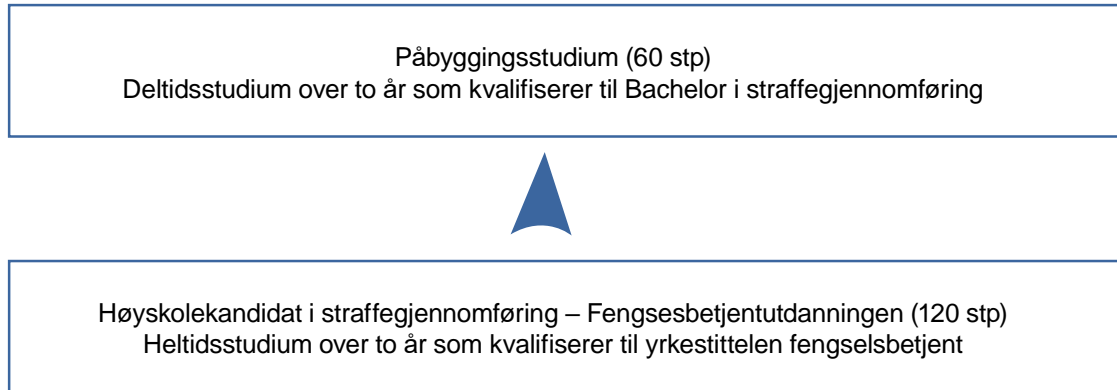 Påbyggingsstudium (60 stp)
Deltidsstudium over to år som kvalifiserer til Bachelor i straffegjennomføring
Høyskolekandidat i straffegjennomføring – Fengsesbetjentutdanningen (120 stp)
Heltidsstudium over to år som kvalifiserer til yrkestittelen fengselsbetjent